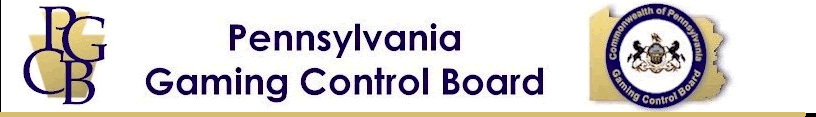 PGCB
Pennsylvania
Gaming Control Board
Commonwealth of Pennsylvania
Gaming Control Board